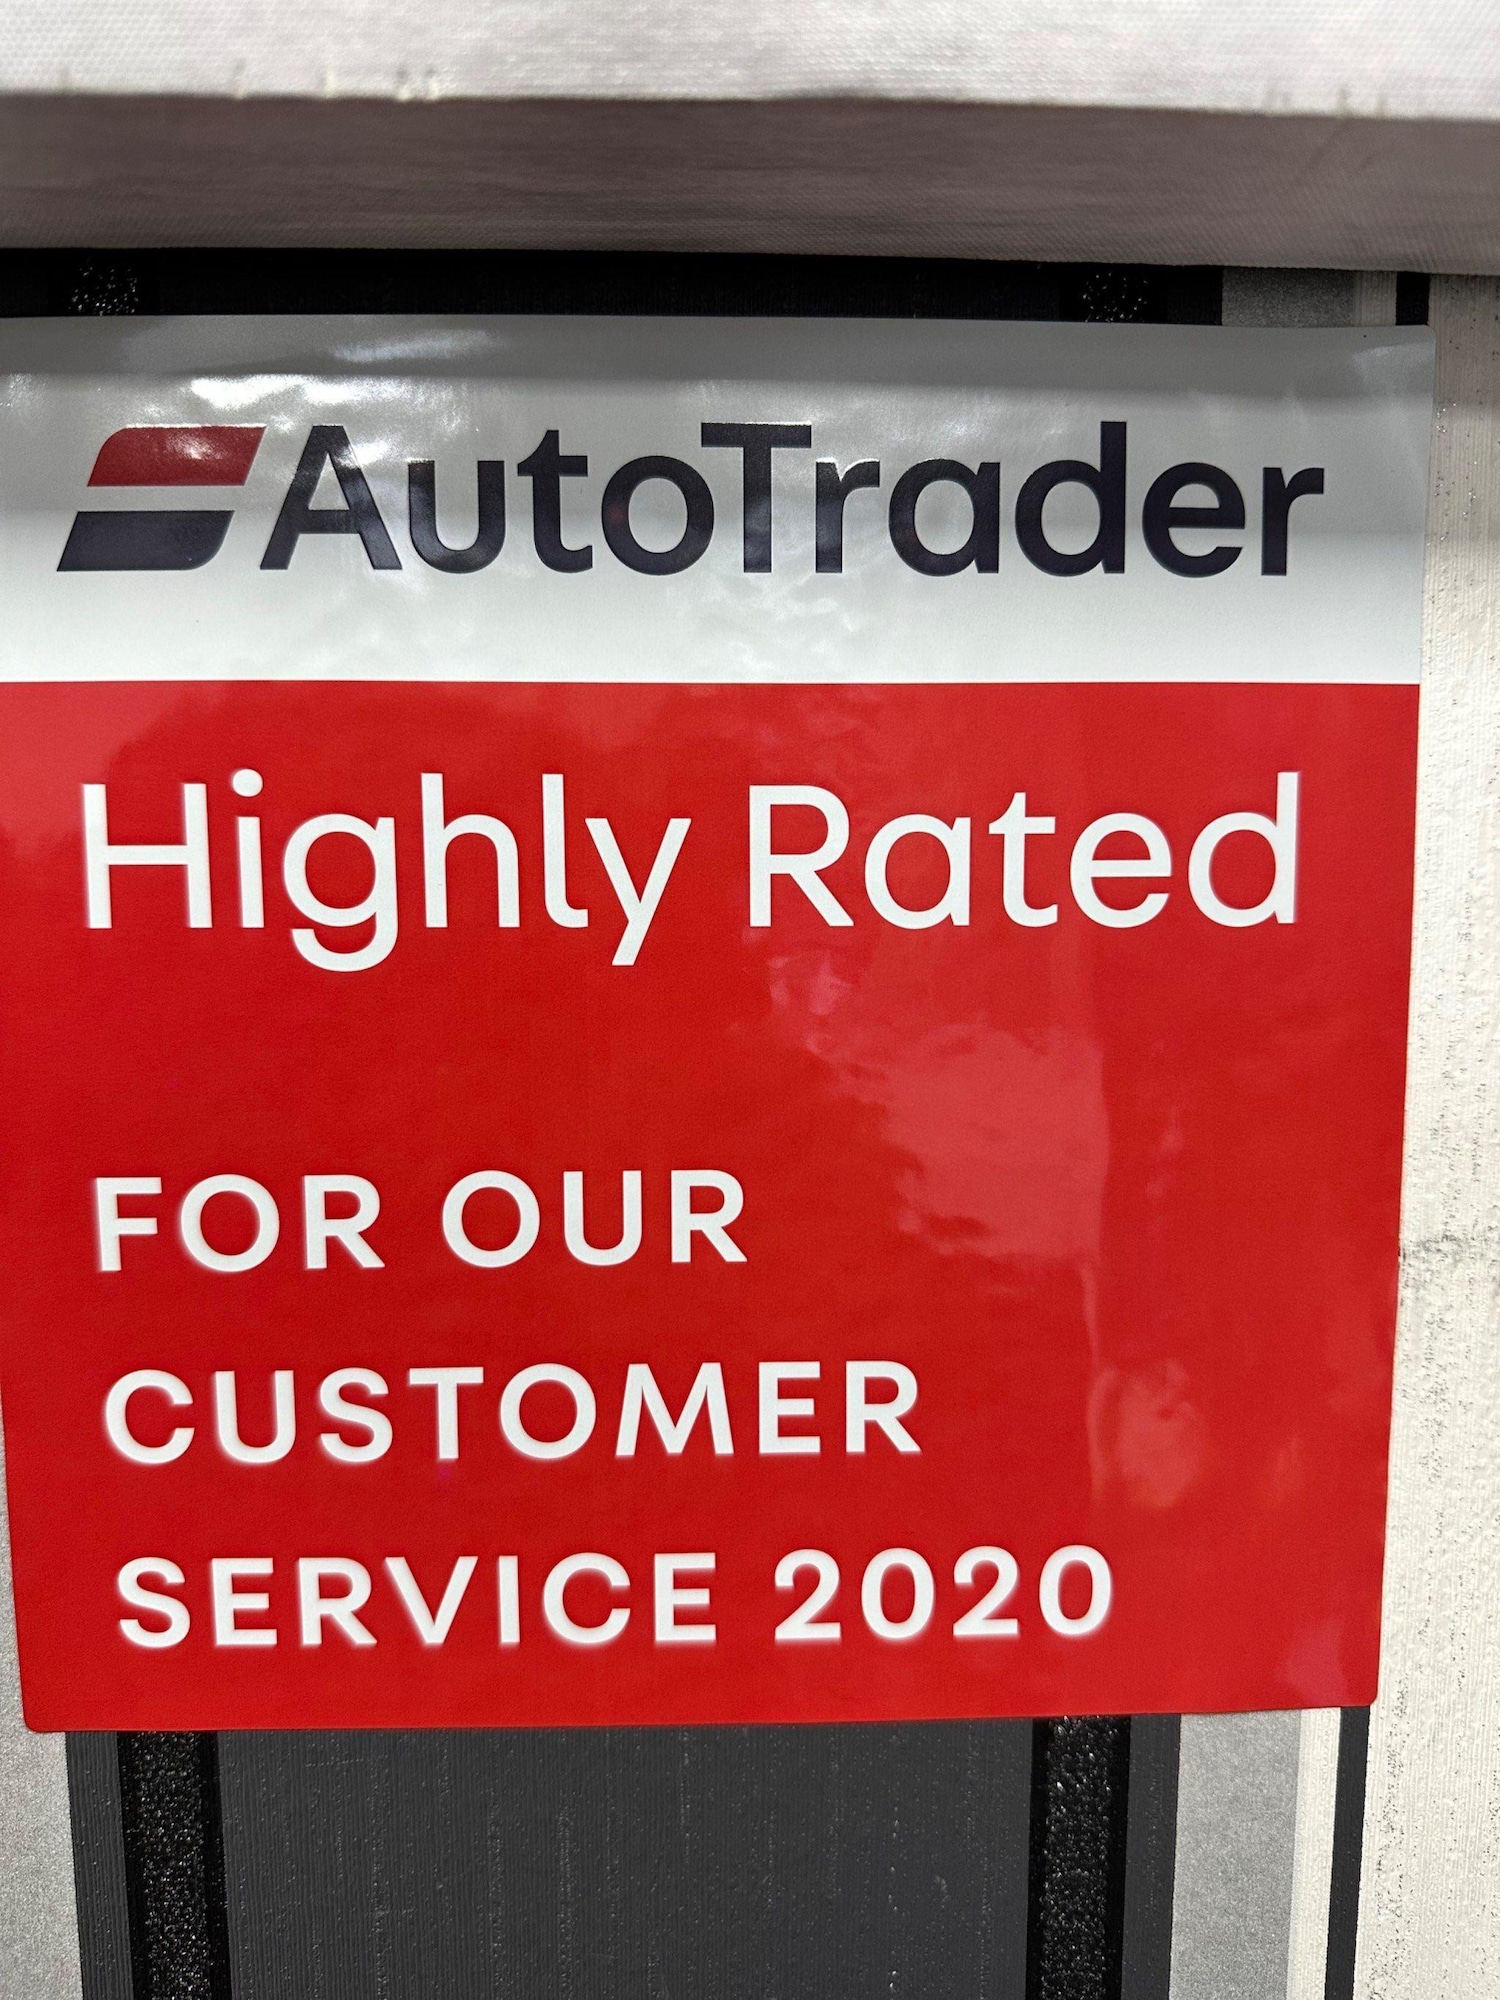 AutoTrader
Highly Rated
FOR OUR
CUSTOMER
SERVICE 2020